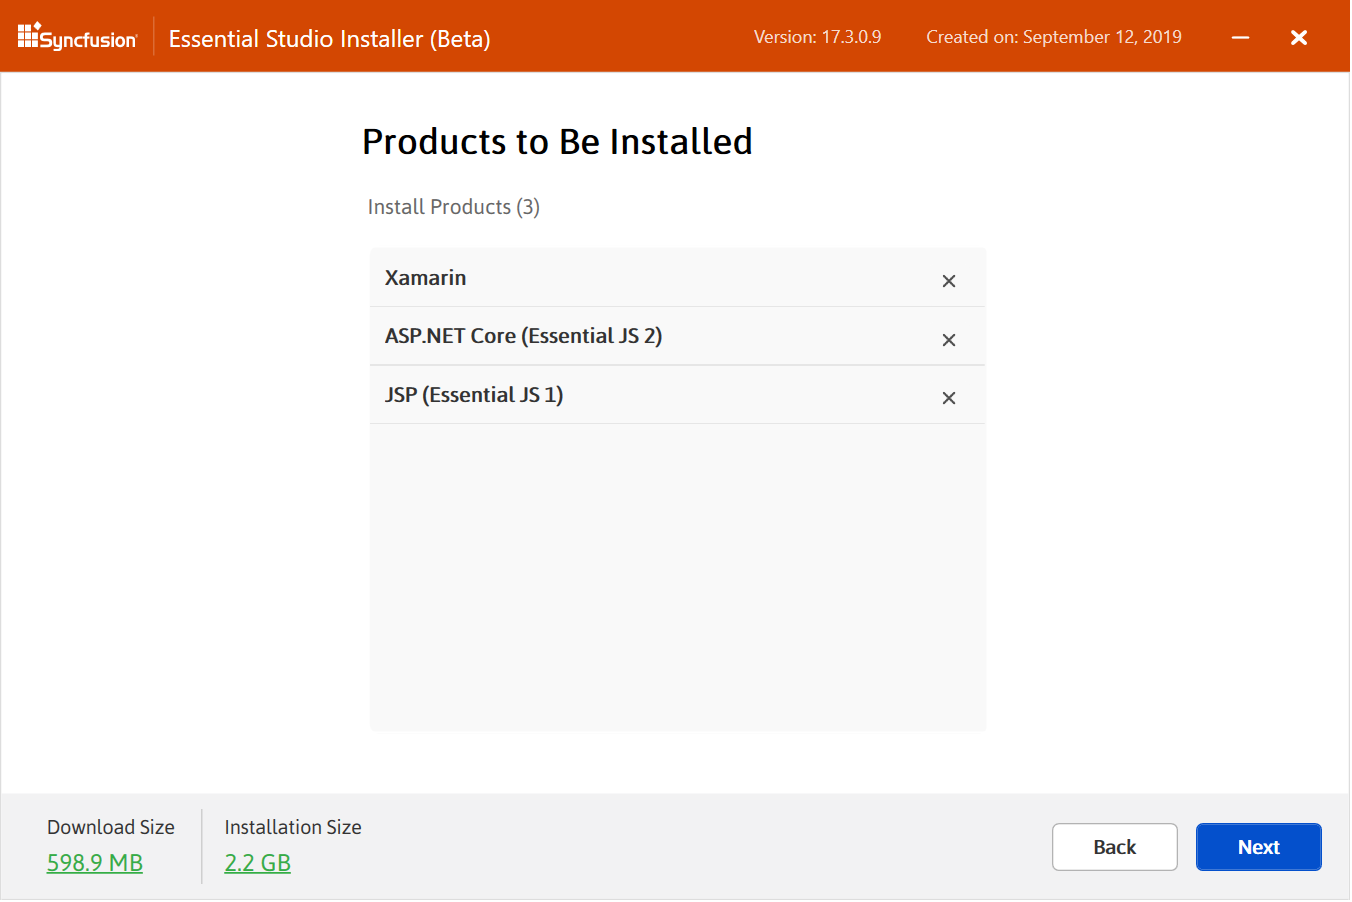 Syncfusion
Essential Studio Installer (Beta)
Version: 17.3.0.9
Created on: September 12, 2019
Products to Be Installed
Install Products (3)
Xamarin
ASP.NET Core (Essential JS 2)
JSP (Essential JS 1)
Download Size
598.9 MB
Installation Size
2.2 GB
Back
Next